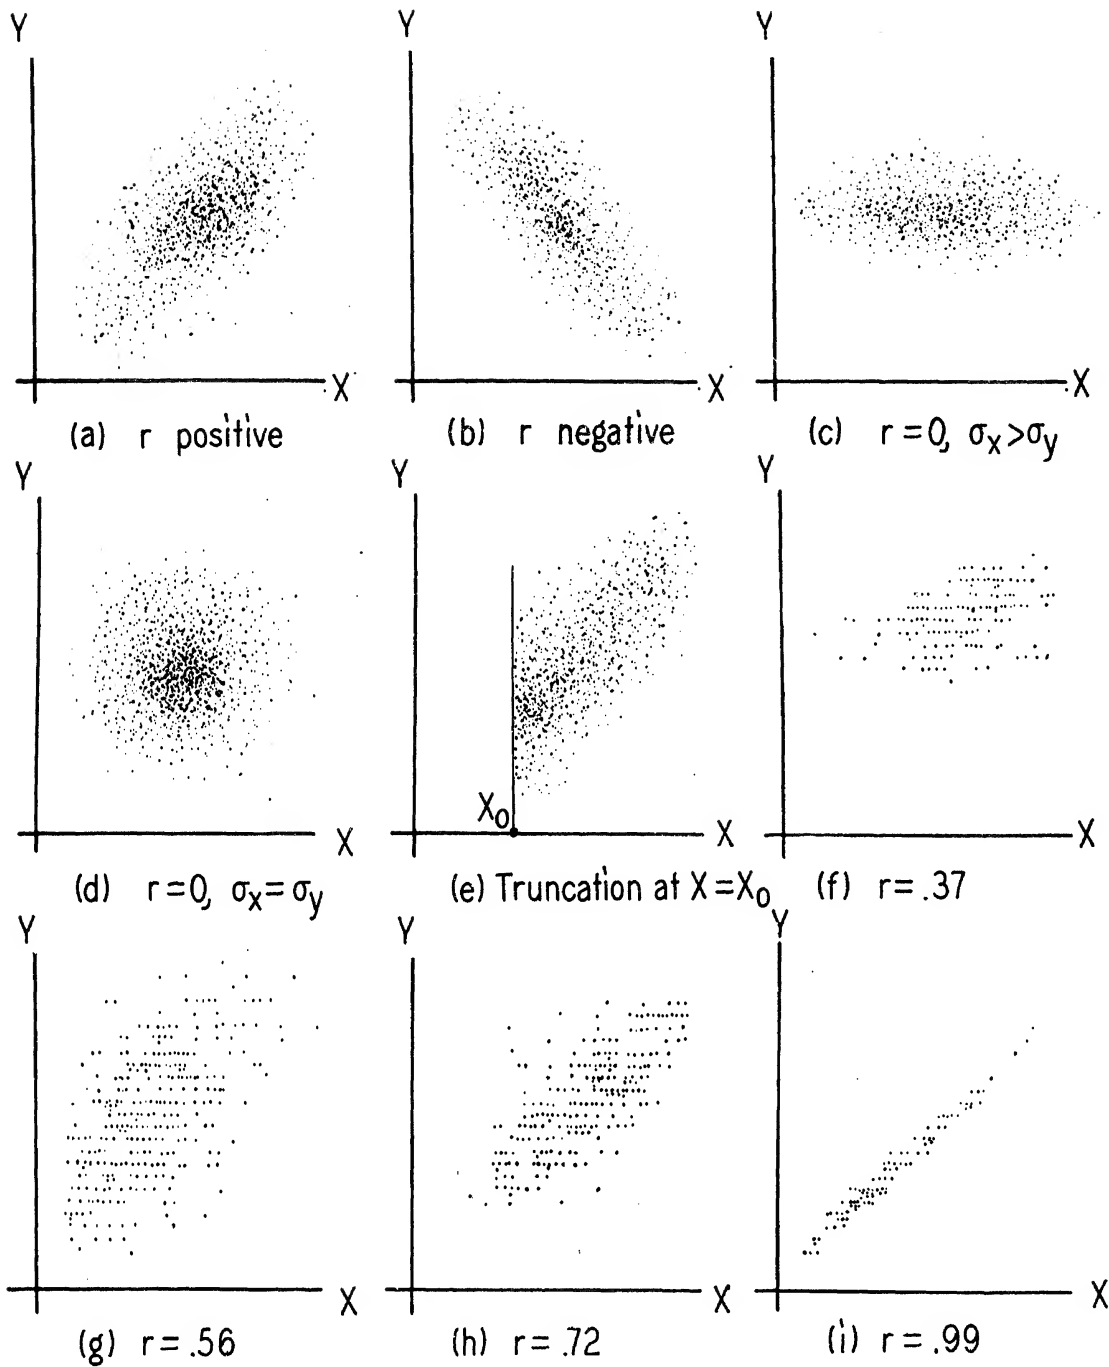 Y
Y
Y
X
X
X
(a) r positive
(b) r negative
(c) r=0, σx>σy
Y
Y
Y
X0
X
X
X
(d) r=0, σx=σy
(e) Truncation at X=X0
(f) r=.37
Y
Y
Y
X
X
X
(g) r=.56
(h) r=.72
(i) r=.99